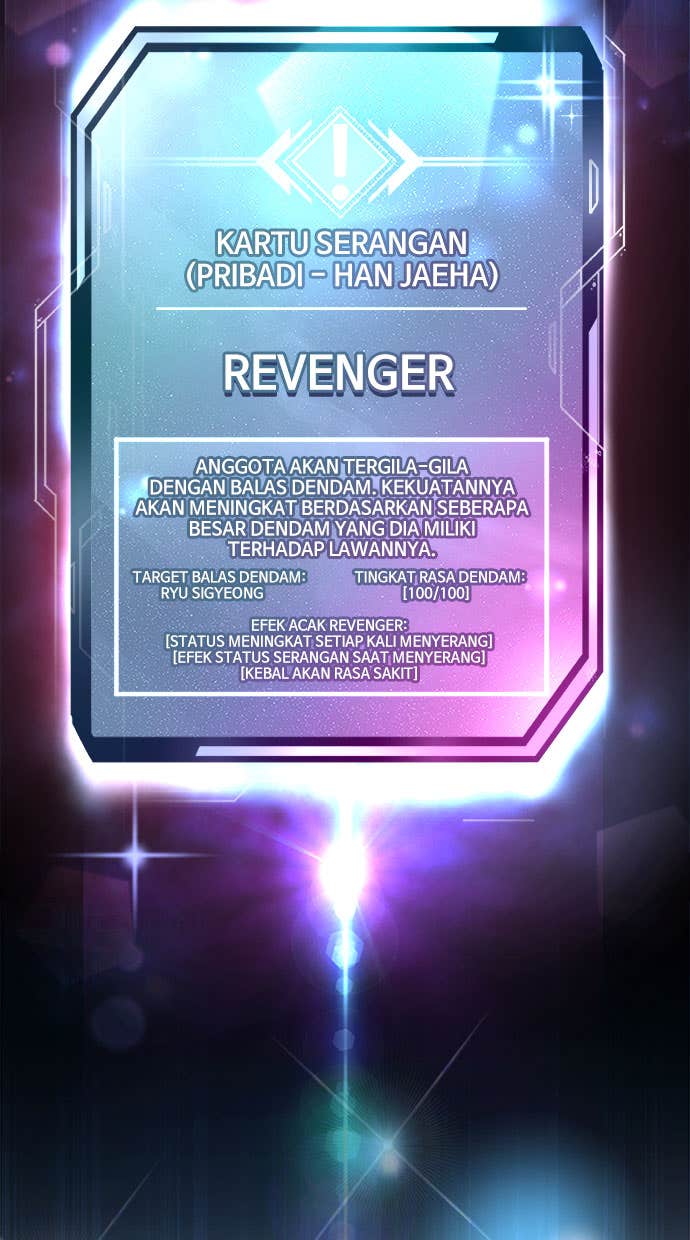 !
KARTU SERANGAN
(PRIBADI - HAN JAEHA)
REVENGER
ANGGOTA AKAN TERGILA-GILA
DENGAN BALAS DENDAM. KEKUATANNYA
AKAN MENINGKAT BERDASARKAN SEBERAPA
BESAR DENDAM YANG DIA MILIKI
TERHADAP LAWANNYA.
TARGET BALAS DENDAM:
RYU SIGYEONG
TINGKAT RASA DENDAM:
[100/100]
EFEK ACAK REVENGER:
[STATUS MENINGKAT SETIAP KALI MENYERANG]
[EFEK STATUS SERANGAN SAAT MENYERANG]
[KEBAL AKAN RASA SAKIT]